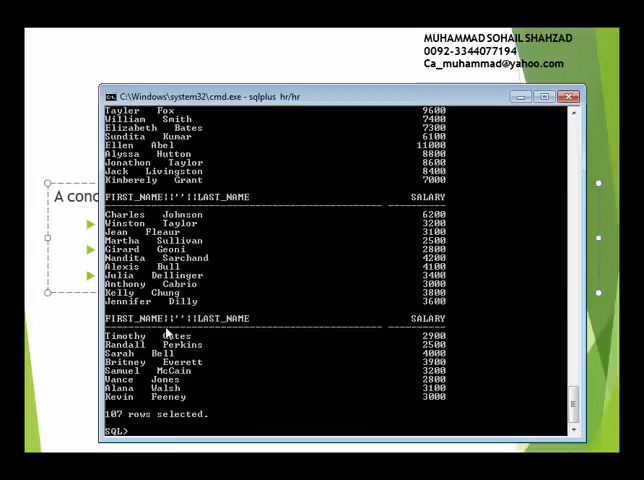 MUHAMMAD SOHAIL SHAHZAD
0092-3344077194
Ca_muhammad@yahoo.com
C:\Windows\system32\cmd.exe - sqlplus hr/hr
Tayler Fox 9600
William Smith 7400
Elizabeth Bates 7300
Sundita Kumar 6100
Ellen Abel 11000
Alyssa Hutton 8800
Jonathon Taylor 8600
Jack Livingston 8400
Kimberely Grant 7000
A conc
FIRST_NAME||''||LAST_NAME SALARY
Charles Johnson 6200
Winston Taylor 3200
Jean Fleaur 3100
Martha Sullivan 2500
Girard Geoni 2800
Nandita Sarchand 4200
Alexis Bull 4100
Julia Dellinger 3400
Anthony Cabrio 3000
Kelly Chung 3800
Jennifer Dilly 3600
FIRST_NAME||''||LAST_NAME SALARY
Timothy Gates 2900
Randall Perkins 2500
Sarah Bell 4000
Britney Everett 3900
Samuel McCain 3200
Vance Jones 2800
Alana Walsh 3100
Kevin Feeney 3000
107 rows selected.
SQL>